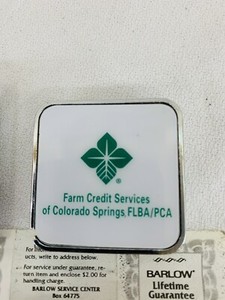 ®
Farm Credit Services
of Colorado Springs, FLBA/PCA
ucts, write to address below.
For service under guarantee, re-
turn item and enclose $2.00 for
handling charge.
BARLOW SERVICE CENTER
Box 64775
BARLOW
Lifetime
Guarantee